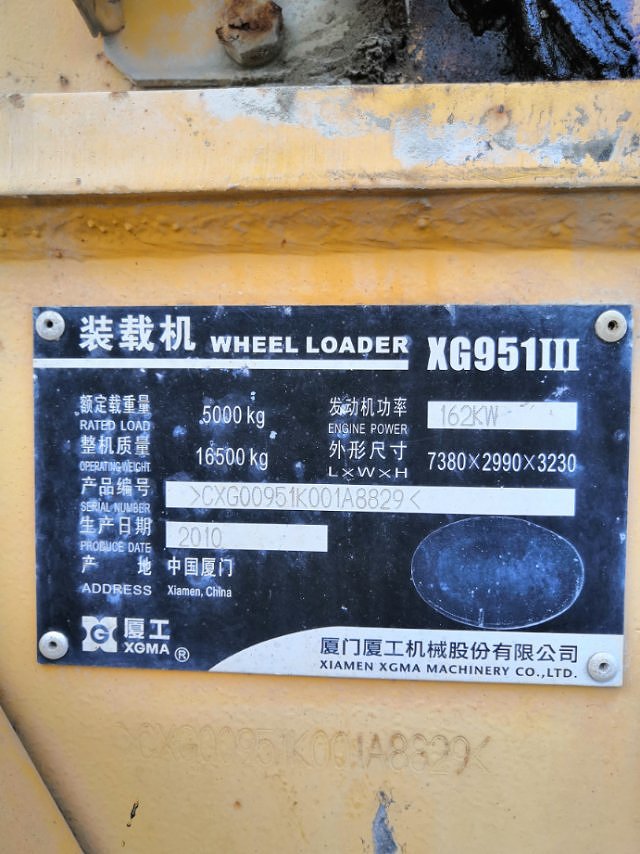 装载机 WHEEL LOADER XG951III
额定载重量 5000 kg 发动机功率 162KW
RATED LOAD ENGINE POWER
整机质量 16500 kg 外形尺寸 7380×2990×3230
OPERATING WEIGHT L×W×H
产品编号 >CXG00951K001A8829<
SERIAL NUMBER
生产日期 2010
PRODUCE DATE
产 地 中国厦门
ADDRESS Xiamen, China
厦工 厦门厦工机械股份有限公司
XGMA ® XIAMEN XGMA MACHINERY CO.,LTD.
>CXG00951K001A8829<